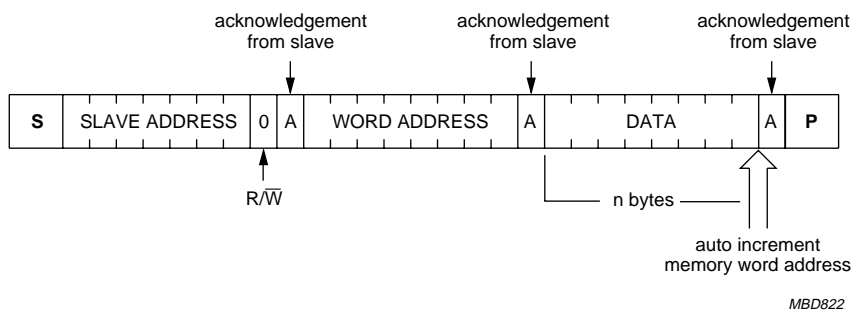 acknowledgement
from slave
acknowledgement
from slave
acknowledgement
from slave
S SLAVE ADDRESS 0 A WORD ADDRESS A DATA A P
R/W̅
n bytes
auto increment
memory word address
MBD822